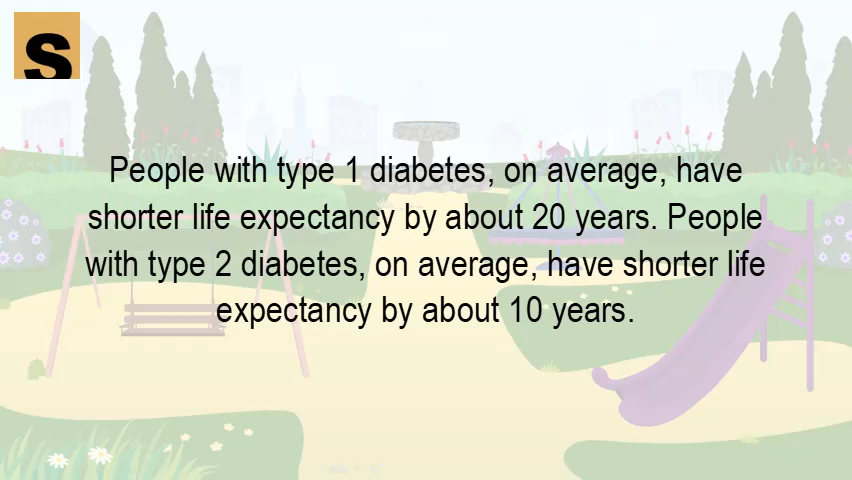 S
People with type 1 diabetes, on average, have
shorter life expectancy by about 20 years. People
with type 2 diabetes, on average, have shorter life
expectancy by about 10 years.